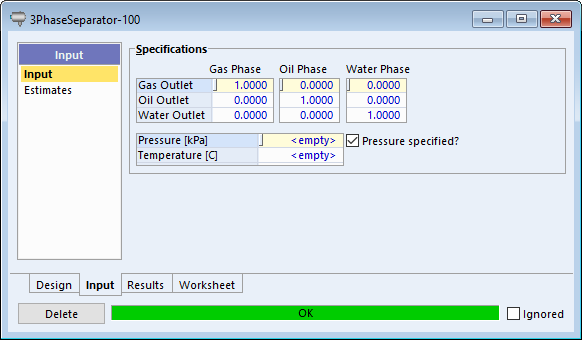 3PhaseSeparator-100
Input
Input
Estimates
Specifications
Gas Phase Oil Phase Water Phase
Gas Outlet 1.0000 0.0000 0.0000
Oil Outlet 0.0000 1.0000 0.0000
Water Outlet 0.0000 0.0000 1.0000
Pressure [kPa] <empty> Pressure specified?
Temperature [C] <empty>
Design Input Results Worksheet
Delete OK Ignored